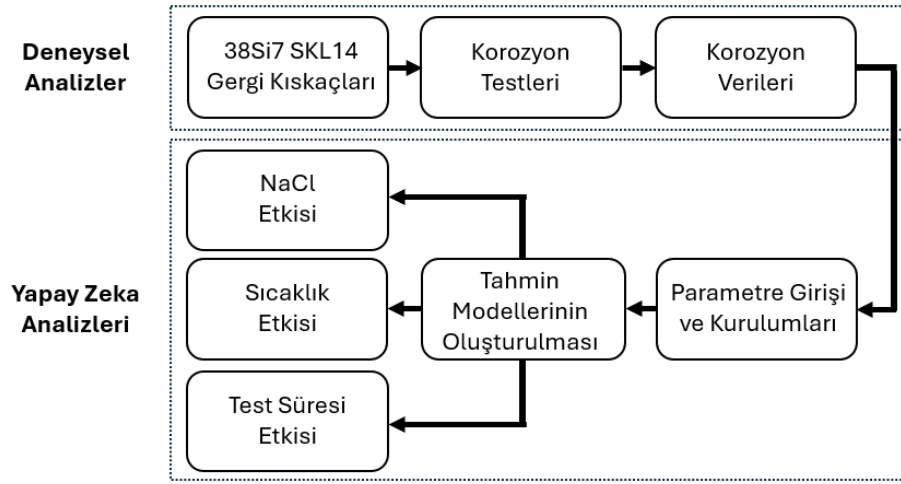 Deneysel
Analizler
38Si7 SKL14
Gergi Kıskaçları
Korozyon
Testleri
Korozyon
Verileri
Yapay Zeka
Analizleri
NaCl
Etkisi
Sıcaklık
Etkisi
Test Süresi
Etkisi
Tahmin
Modellerinin
Oluşturulması
Parametre Girişi
ve Kurulumları